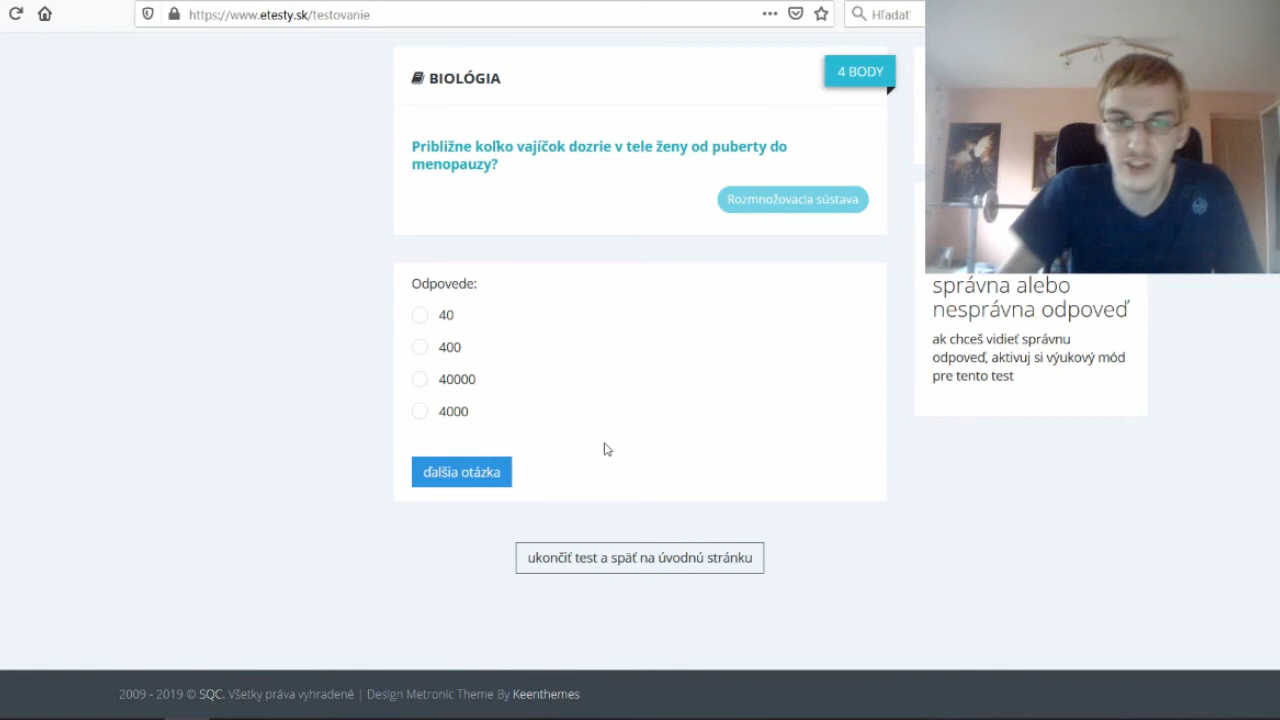 https://www.etesty.sk/testovanie
Hľadať
BIOLÓGIA
4 BODY
Približne koľko vajíčok dozrie v tele ženy od puberty do
menopauzy?
Rozmnožovacia sústava
Odpovede:
40
400
40000
4000
ďalšia otázka
správna alebo
nesprávna odpoveď
ak chceš vidieť správnu
odpoveď, aktivuj si výukový mód
pre tento test
ukončiť test a späť na úvodnú stránku
2009 - 2019 © SQC. Všetky práva vyhradené | Design Metronic Theme By Keenthemes